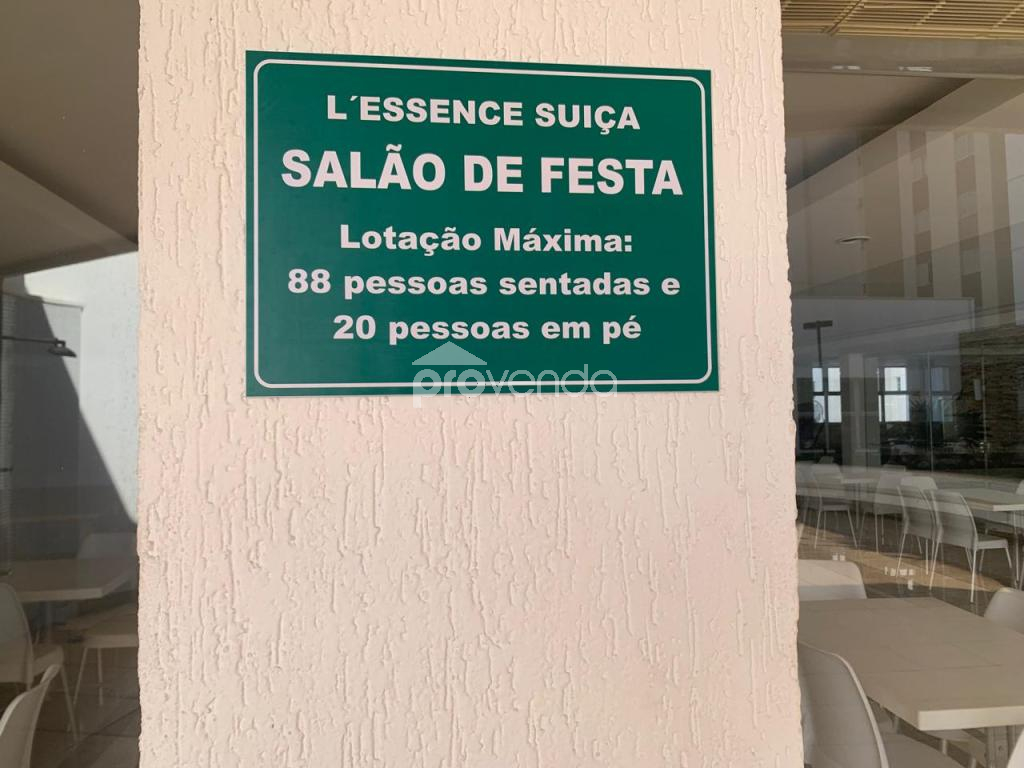 L´ESSENCE SUIÇA
SALÃO DE FESTA
Lotação Máxima:
88 pessoas sentadas e
20 pessoas em pé
provenda